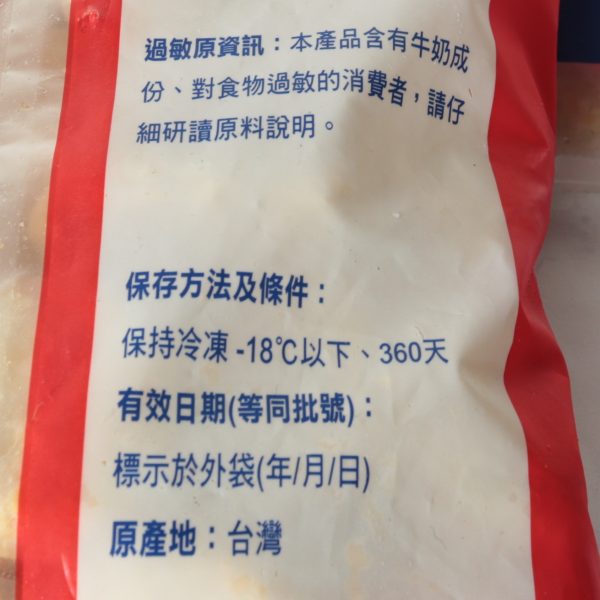 過敏原資訊：本產品含有牛奶成
份、對食物過敏的消費者，請仔
細研讀原料說明。
保存方法及條件：
保持冷凍 -18℃以下、360天
有效日期(等同批號)：
標示於外袋(年/月/日)
原產地：台灣